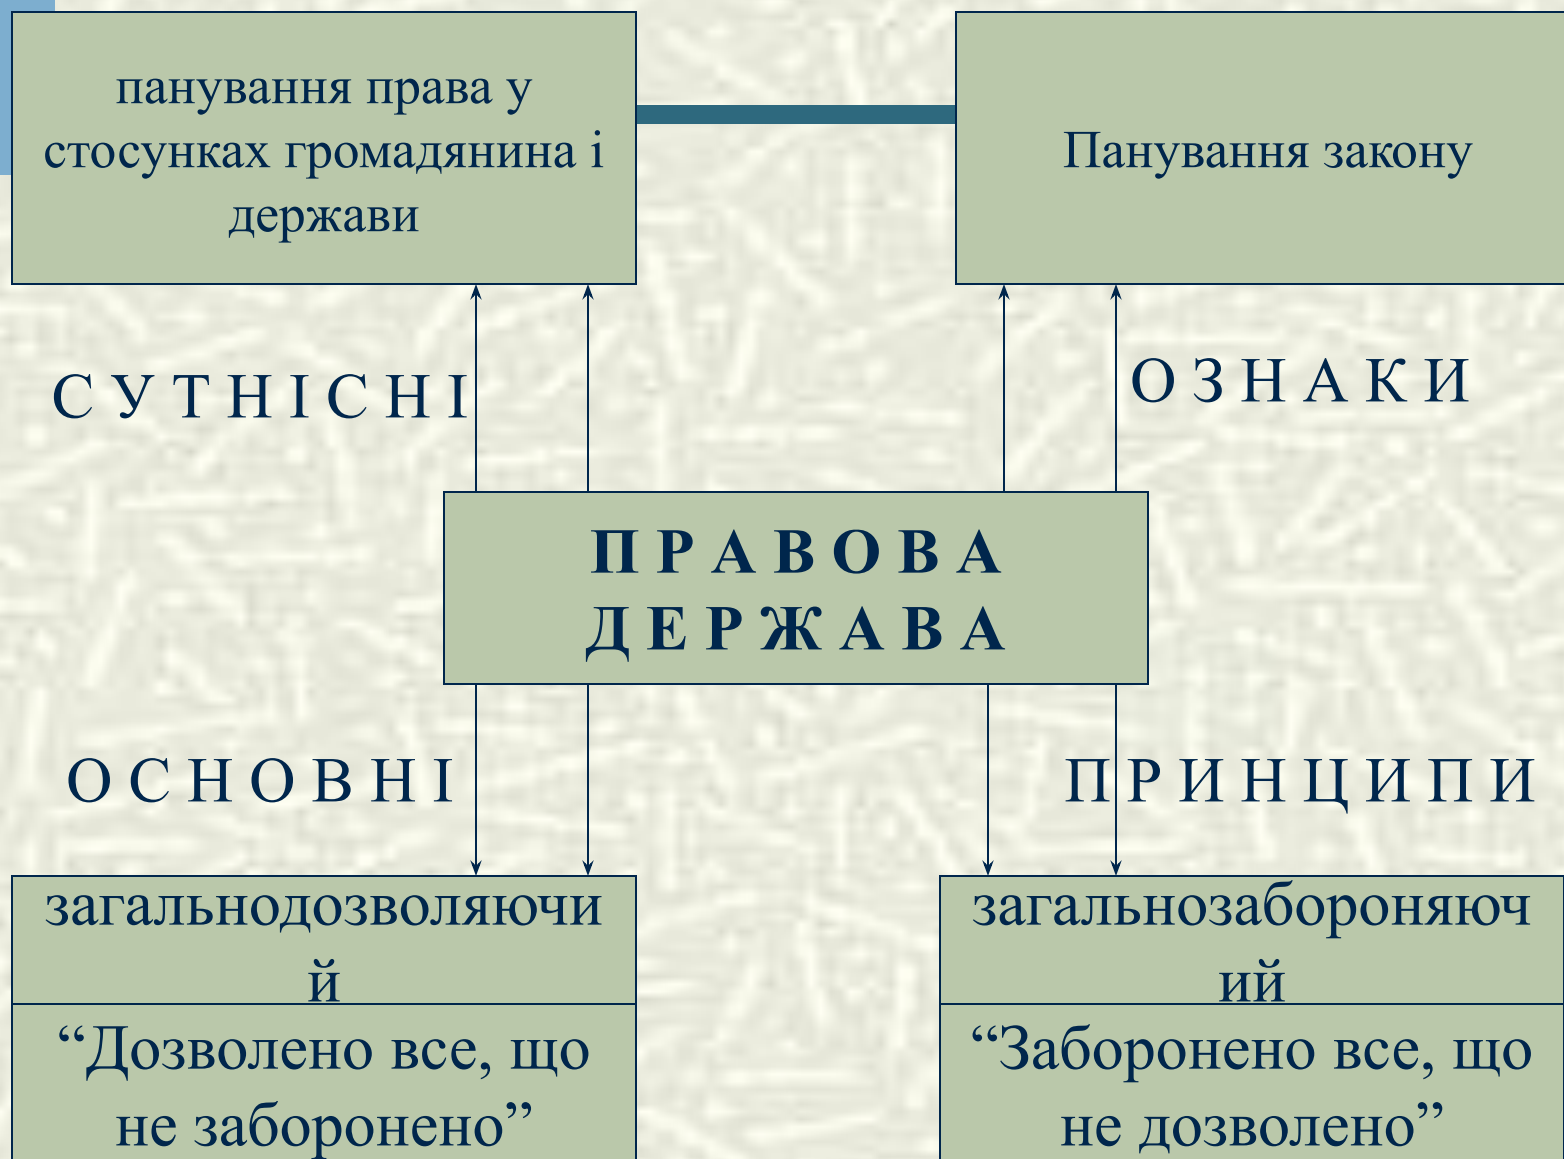 панування права у
стосунках громадянина і
держави
Панування закону
С У Т Н І С Н І
О З Н А К И
П Р А В О В А
Д Е Р Ж А В А
О С Н О В Н І
П Р И Н Ц И П И
загальнодозволяючи
й
“Дозволено все, що
не заборонено”
загальнозабороняюч
ий
“Заборонено все, що
не дозволено”